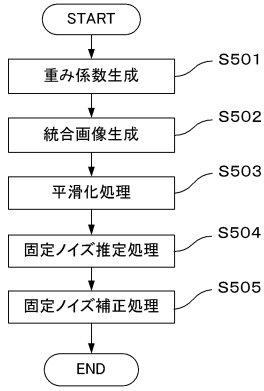 START
重み係数生成
S501
統合画像生成
S502
平滑化処理
S503
固定ノイズ推定処理
S504
固定ノイズ補正処理
S505
END